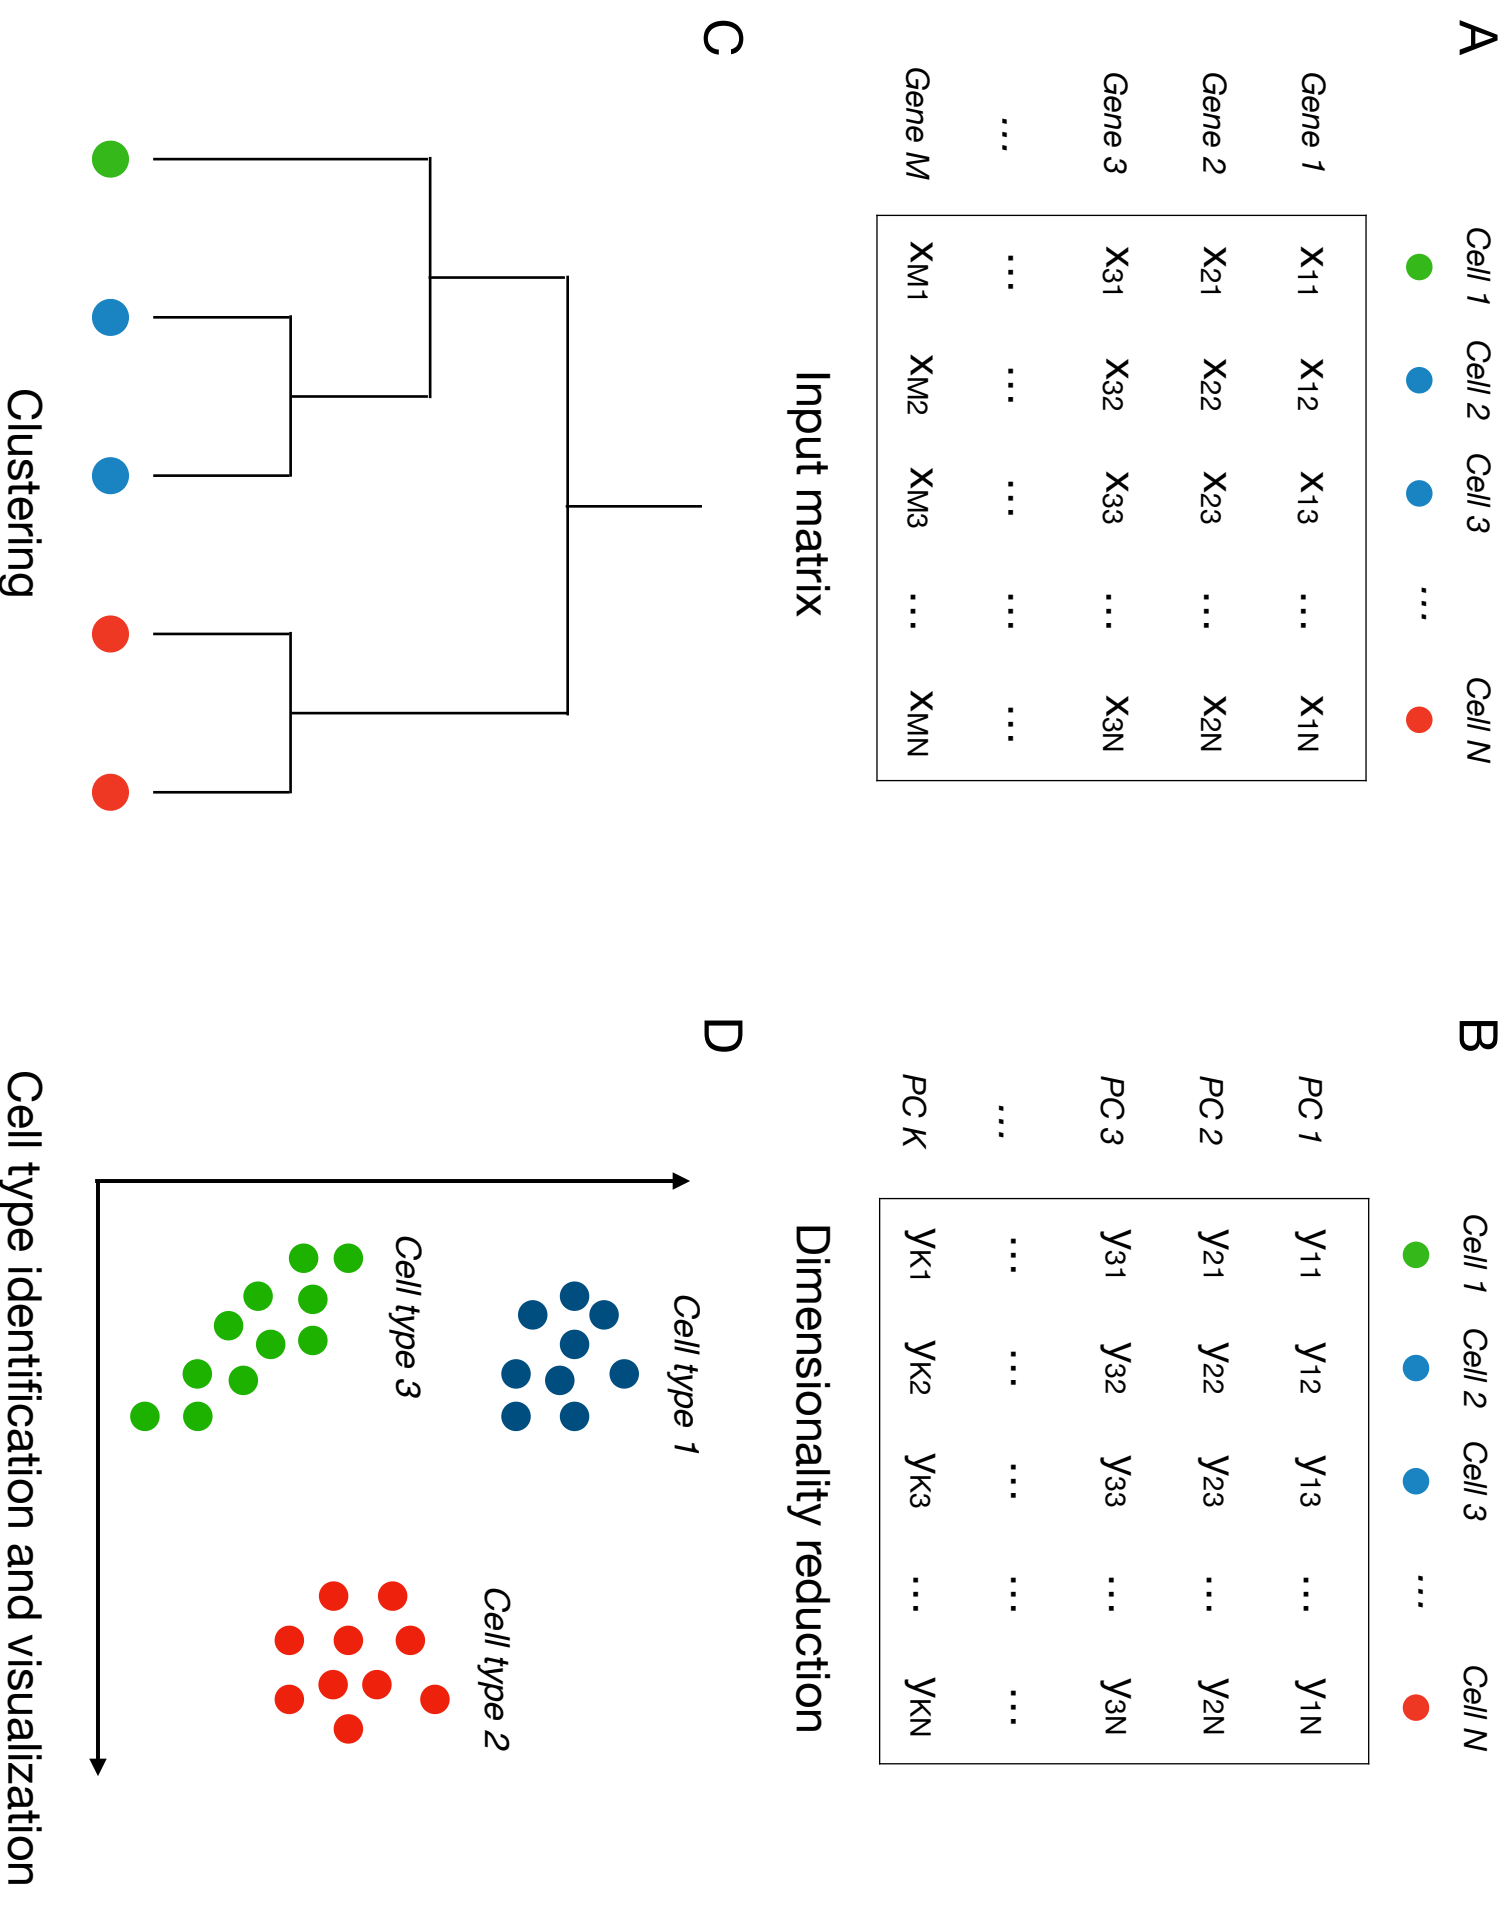 A
Cell 1 Cell 2 Cell 3 ... Cell N
Gene 1 x11 x12 x13 ... x1N
Gene 2 x21 x22 x23 ... x2N
Gene 3 x31 x32 x33 ... x3N
... ... ... ... ... ...
Gene M xM1 xM2 xM3 ... xMN
Input matrix
B
Cell 1 Cell 2 Cell 3 ... Cell N
PC 1 y11 y12 y13 ... y1N
PC 2 y21 y22 y23 ... y2N
PC 3 y31 y32 y33 ... y3N
... ... ... ... ... ...
PC K yK1 yK2 yK3 ... yKN
Dimensionality reduction
C
Clustering
D
Cell type 1
Cell type 2
Cell type 3
Cell type identification and visualization